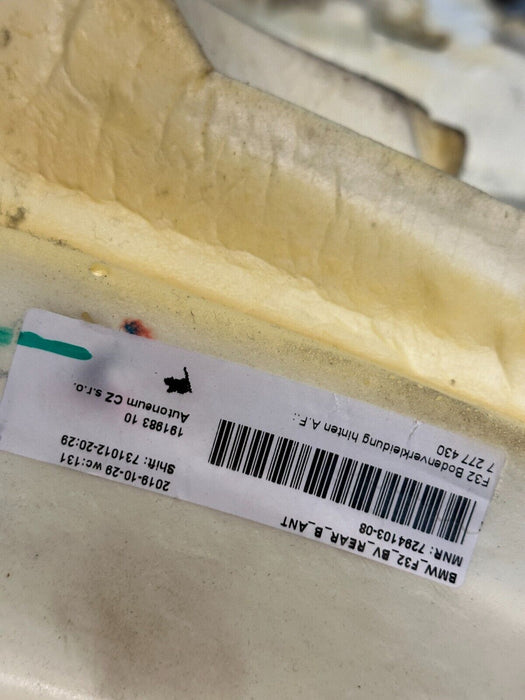 BMW_F32_BV_REAR_B_ANT
MNR: 7294103-08
F32 Bodenverkleidung hinten A.F.:
7 277 430
2019-10-29 wc:131
Shift: 731012-20:29
191983 10
Autoneum CZ s.r.o.